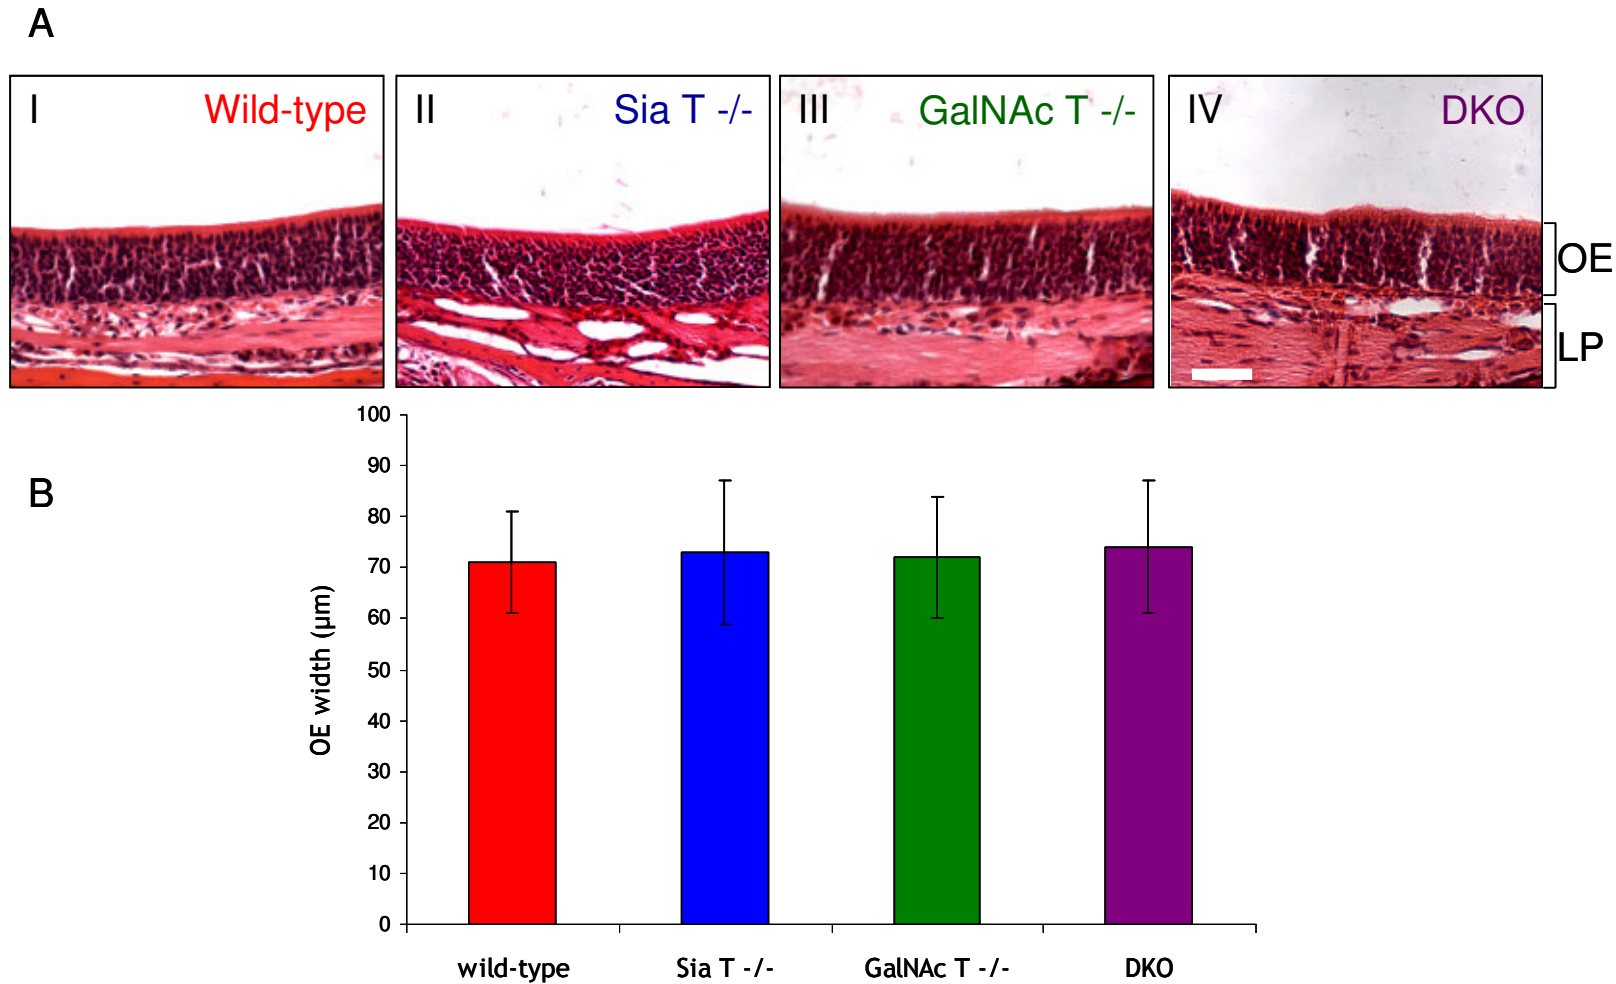 A
I Wild-type
II Sia T -/-
III GalNAc T -/-
IV DKO
OE
LP
B
OE width (µm)
100
90
80
70
60
50
40
30
20
10
0
wild-type Sia T -/- GalNAc T -/- DKO